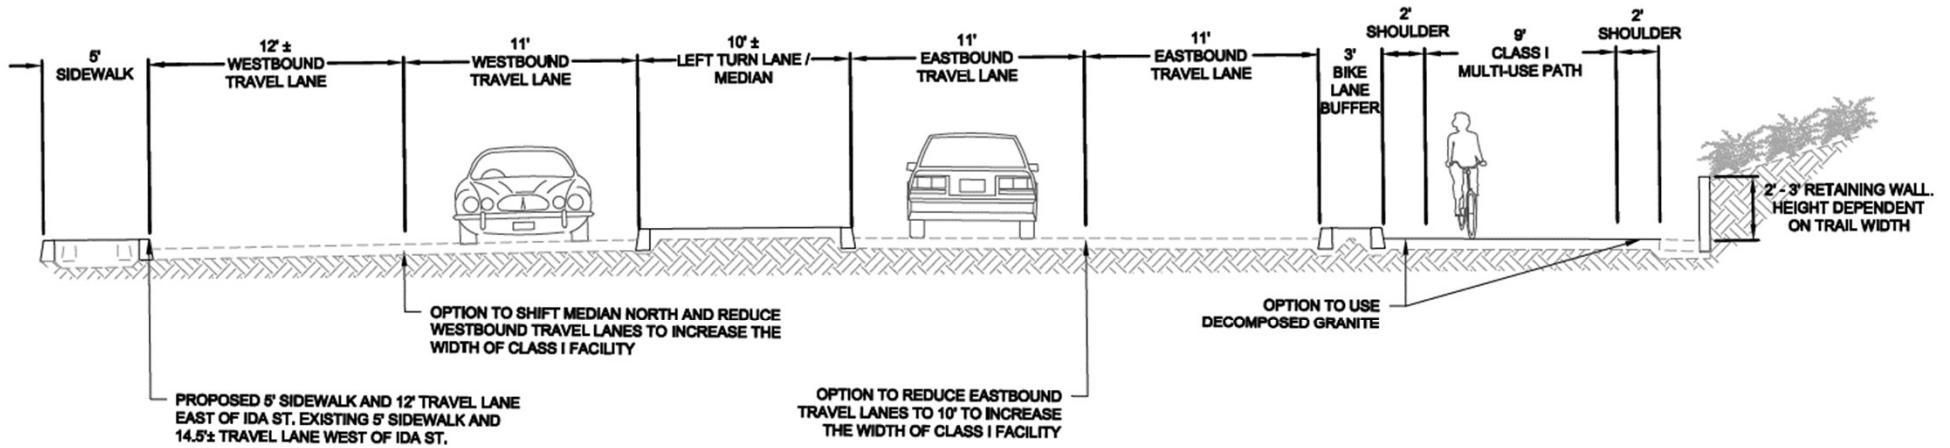 5'
SIDEWALK
12' ±
WESTBOUND
TRAVEL LANE
11'
WESTBOUND
TRAVEL LANE
10' ±
LEFT TURN LANE /
MEDIAN
11'
EASTBOUND
TRAVEL LANE
11'
EASTBOUND
TRAVEL LANE
3'
BIKE
LANE
BUFFER
2'
SHOULDER
9'
CLASS I
MULTI-USE PATH
2'
SHOULDER
2' - 3' RETAINING WALL.
HEIGHT DEPENDENT
ON TRAIL WIDTH
OPTION TO SHIFT MEDIAN NORTH AND REDUCE
WESTBOUND TRAVEL LANES TO INCREASE THE
WIDTH OF CLASS I FACILITY
OPTION TO USE
DECOMPOSED GRANITE
PROPOSED 5' SIDEWALK AND 12' TRAVEL LANE
EAST OF IDA ST. EXISTING 5' SIDEWALK AND
14.5'± TRAVEL LANE WEST OF IDA ST.
OPTION TO REDUCE EASTBOUND
TRAVEL LANES TO 10' TO INCREASE
THE WIDTH OF CLASS I FACILITY